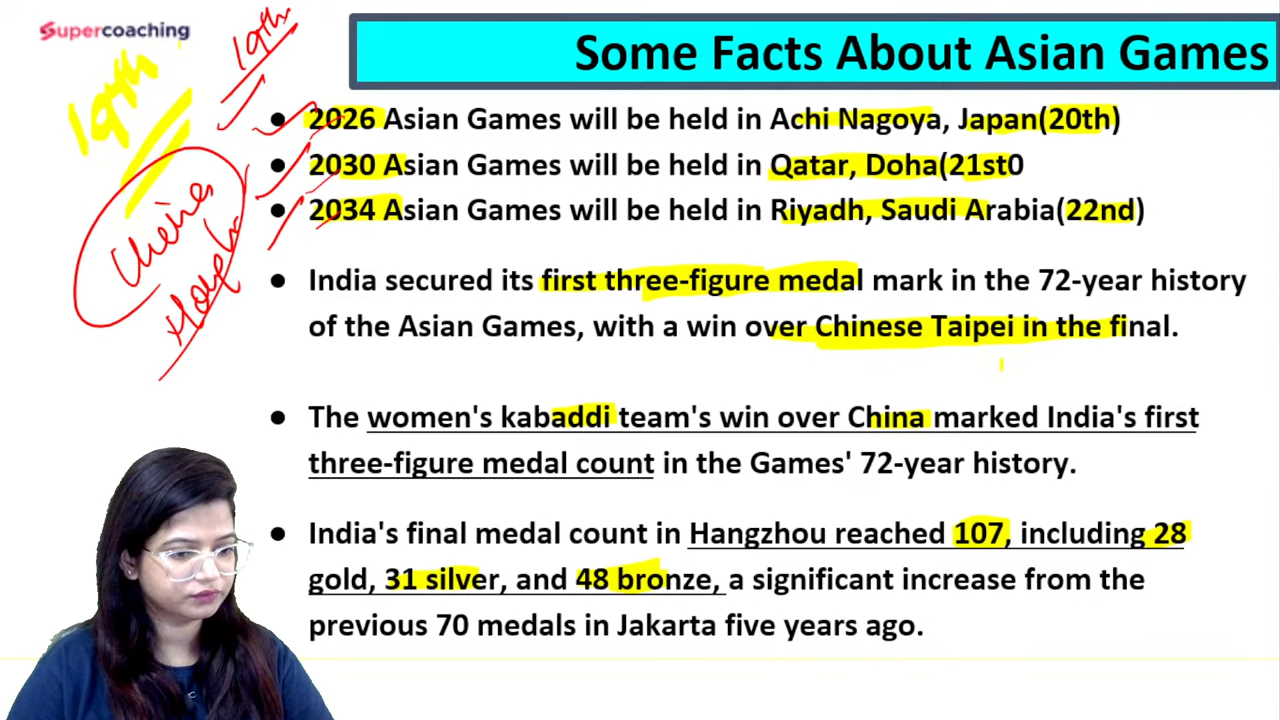 Supercoaching
Some Facts About Asian Games
19th
19th
China
● 2026 Asian Games will be held in Achi Nagoya, Japan(20th)
● 2030 Asian Games will be held in Qatar, Doha(21st0
● 2034 Asian Games will be held in Riyadh, Saudi Arabia(22nd)
● India secured its first three-figure medal mark in the 72-year history
of the Asian Games, with a win over Chinese Taipei in the final.
● The women's kabaddi team's win over China marked India's first
three-figure medal count in the Games' 72-year history.
● India's final medal count in Hangzhou reached 107, including 28
gold, 31 silver, and 48 bronze, a significant increase from the
previous 70 medals in Jakarta five years ago.